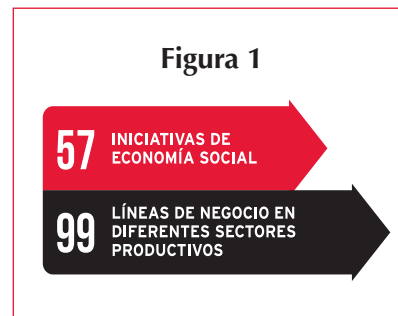 Figura 1
57 INICIATIVAS DE
ECONOMÍA SOCIAL
99 LÍNEAS DE NEGOCIO EN
DIFERENTES SECTORES
PRODUCTIVOS